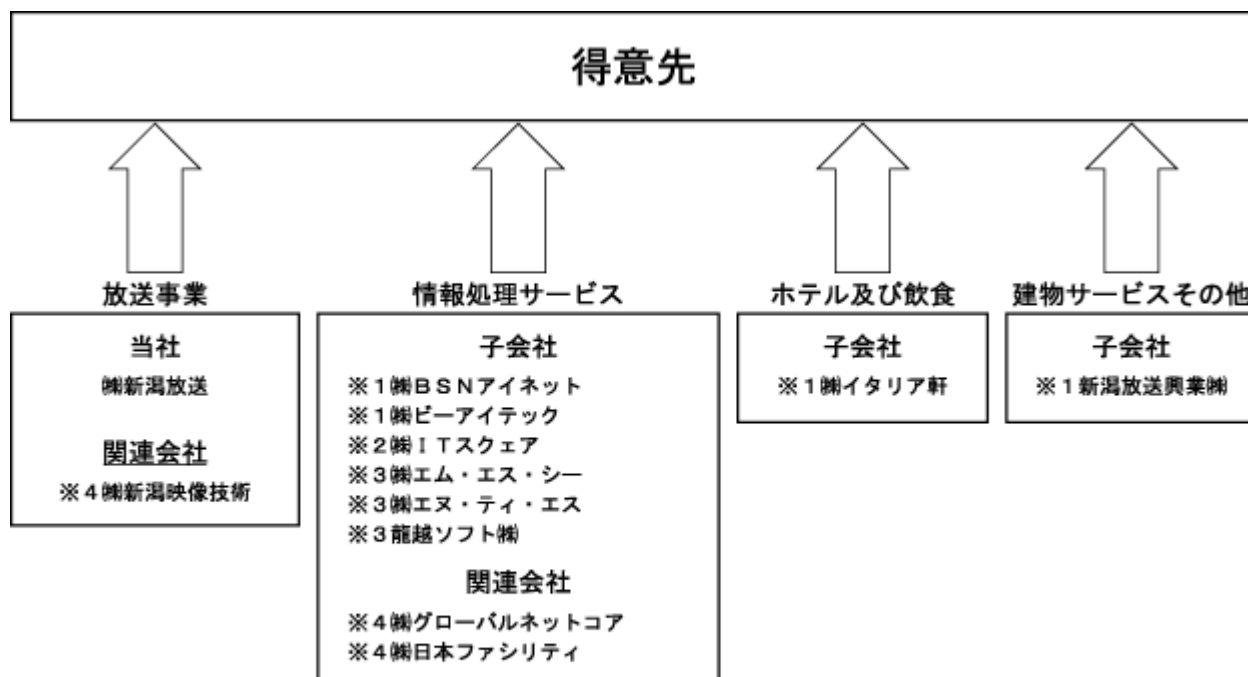 得意先
放送事業
当社
㈱新潟放送
関連会社
※4㈱新潟映像技術
情報処理サービス
子会社
※1㈱BSNアイネット
※1㈱ビーアイテック
※2㈱ITスクェア
※3㈱エム・エス・シー
※3㈱エヌ・ティ・エス
※3龍越ソフト㈱
関連会社
※4㈱グローバルネットコア
※4㈱日本ファシリティ
ホテル及び飲食
子会社
※1㈱イタリア軒
建物サービスその他
子会社
※1新潟放送興業㈱